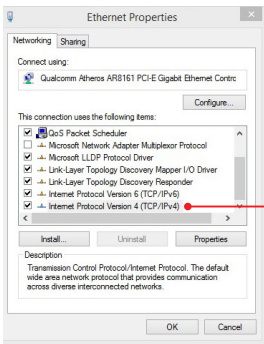 Ethernet Properties
Networking Sharing
Connect using:
Qualcomm Atheros AR8161 PCI-E Gigabit Ethernet Contrc
Configure...
This connection uses the following items:
QoS Packet Scheduler
Microsoft Network Adapter Multiplexor Protocol
Microsoft LLDP Protocol Driver
Link-Layer Topology Discovery Mapper I/O Driver
Link-Layer Topology Discovery Responder
Internet Protocol Version 6 (TCP/IPv6)
Internet Protocol Version 4 (TCP/IPv4)
Install... Uninstall Properties
Description
Transmission Control Protocol/Internet Protocol. The default
wide area network protocol that provides communication
across diverse interconnected networks.
OK Cancel